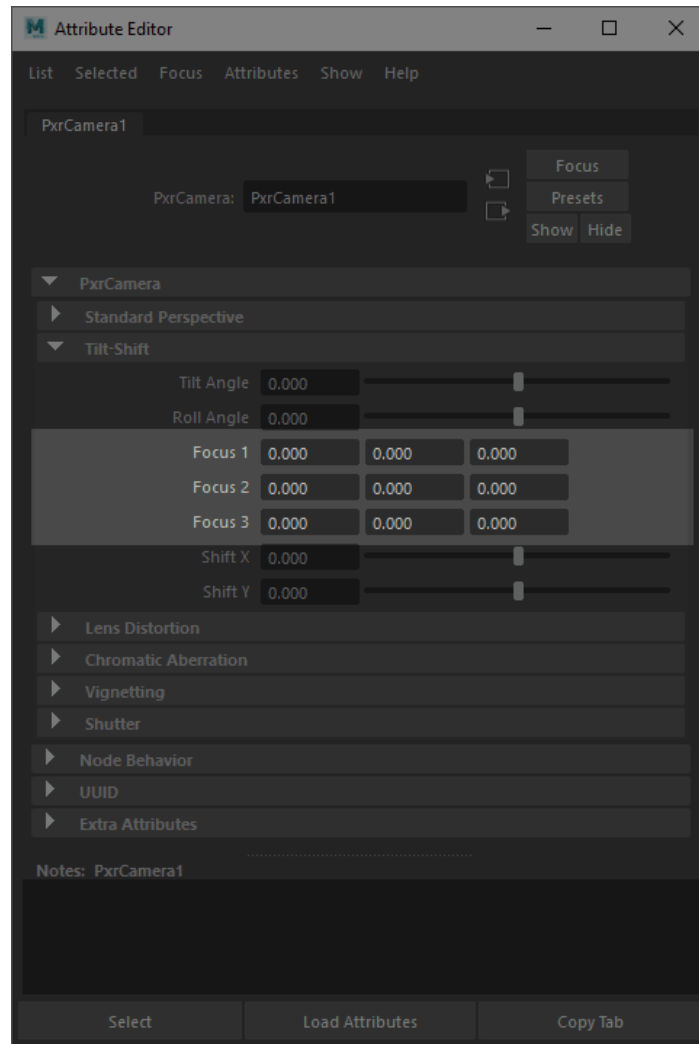 Attribute Editor
List Selected Focus Attributes Show Help
PxrCamera1
PxrCamera: PxrCamera1
Focus
Presets
Show Hide
PxrCamera
Standard Perspective
Tilt-Shift
Tilt Angle 0.000
Roll Angle 0.000
Focus 1 0.000 0.000 0.000
Focus 2 0.000 0.000 0.000
Focus 3 0.000 0.000 0.000
Shift X 0.000
Shift Y 0.000
Lens Distortion
Chromatic Aberration
Vignetting
Shutter
Node Behavior
UUID
Extra Attributes
Notes: PxrCamera1
Select Load Attributes Copy Tab